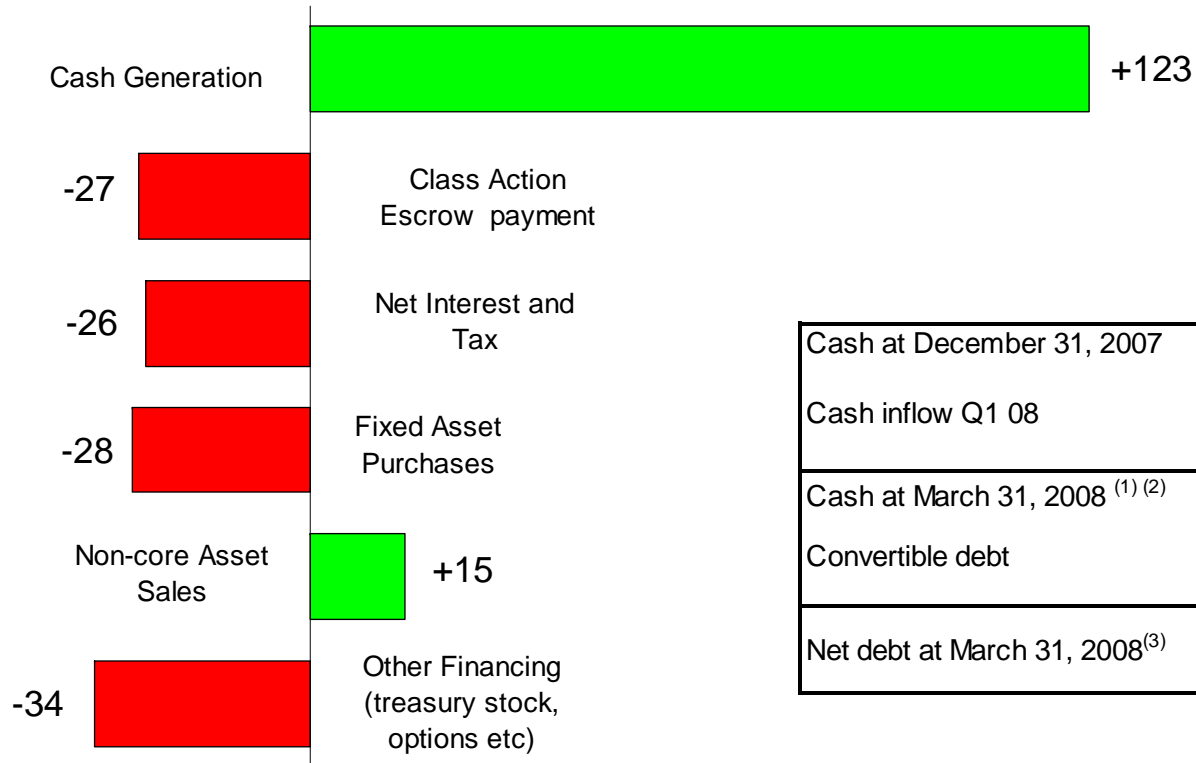 Cash Generation
+123
-27
Class Action
Escrow payment
-26
Net Interest and
Tax
-28
Fixed Asset
Purchases
Non-core Asset
Sales
+15
-34
Other Financing
(treasury stock,
options etc)
Cash at December 31, 2007
Cash inflow Q1 08
Cash at March 31, 2008 (1) (2)
Convertible debt
Net debt at March 31, 2008(3)